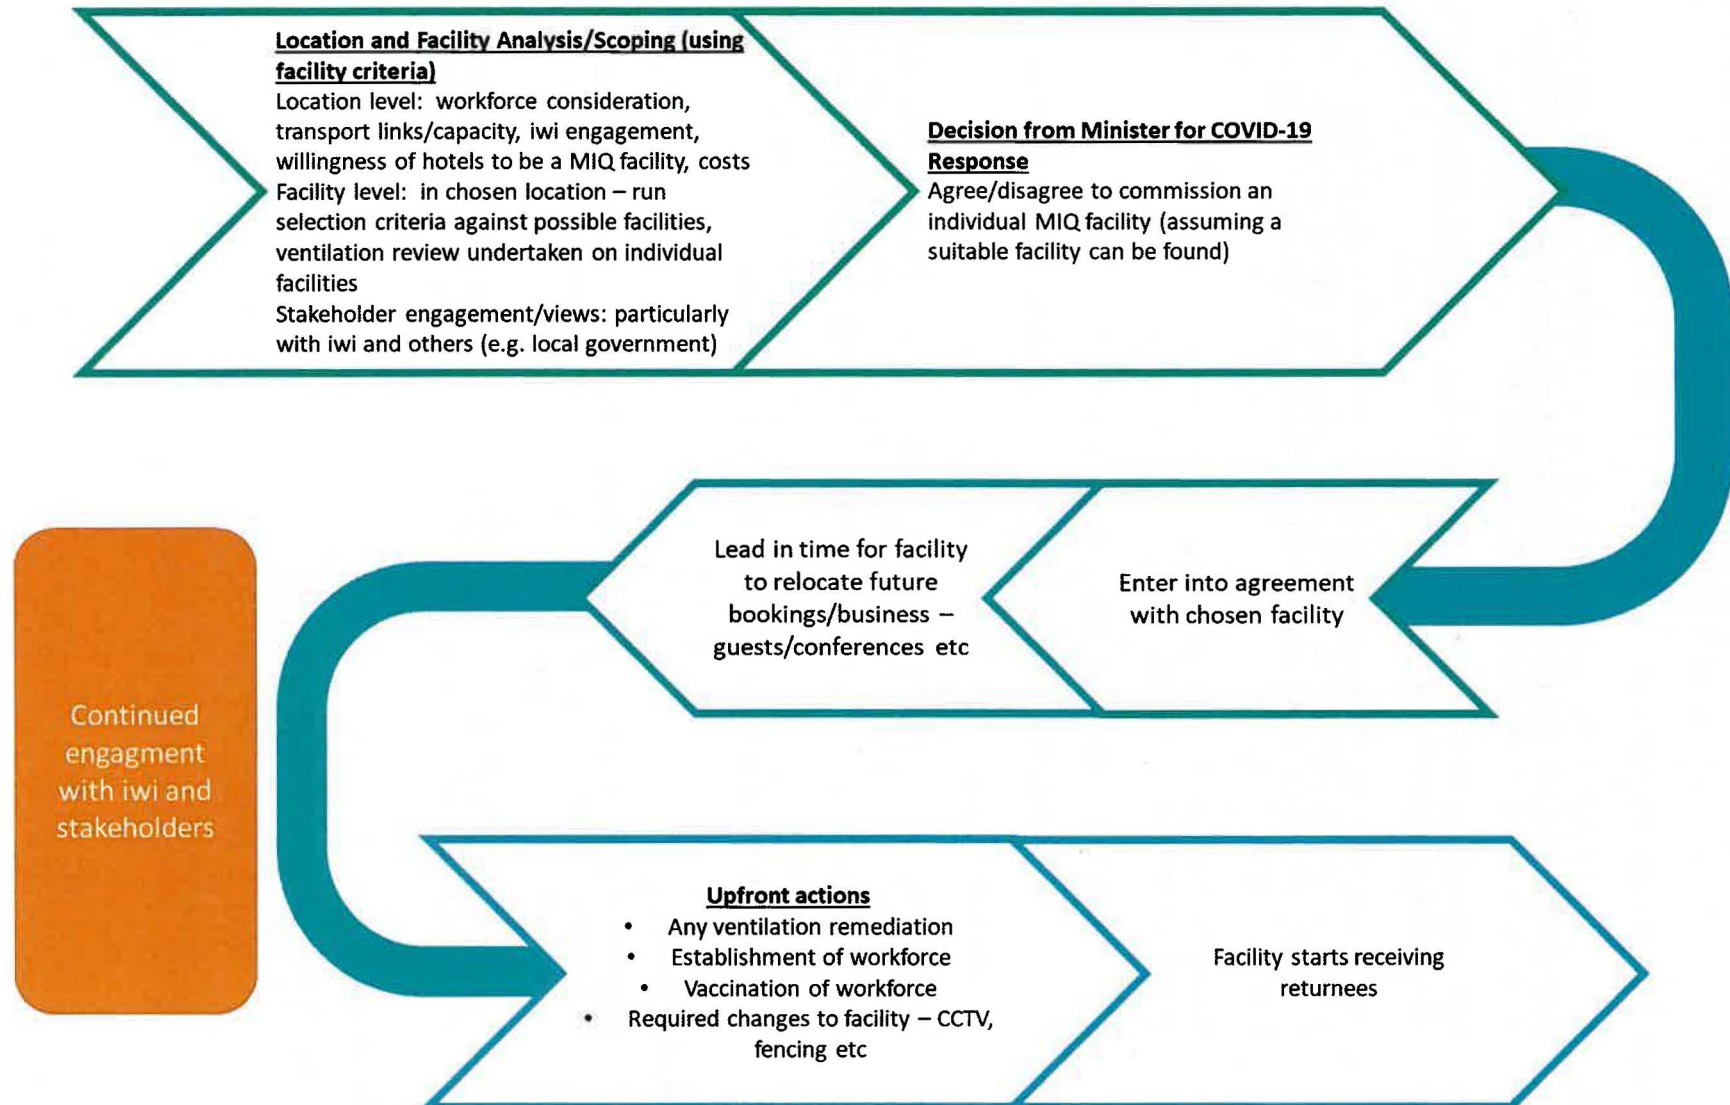 Location and Facility Analysis/Scoping (using
facility criteria)
Location level: workforce consideration,
transport links/capacity, iwi engagement,
willingness of hotels to be a MIQ facility, costs
Facility level: in chosen location – run
selection criteria against possible facilities,
ventilation review undertaken on individual
facilities
Stakeholder engagement/views: particularly
with iwi and others (e.g. local government)
Decision from Minister for COVID-19
Response
Agree/disagree to commission an
individual MIQ facility (assuming a
suitable facility can be found)
Enter into agreement
with chosen facility
Lead in time for facility
to relocate future
bookings/business –
guests/conferences etc
Continued
engagment
with iwi and
stakeholders
Upfront actions
• Any ventilation remediation
• Establishment of workforce
• Vaccination of workforce
• Required changes to facility – CCTV,
fencing etc
Facility starts receiving
returnees